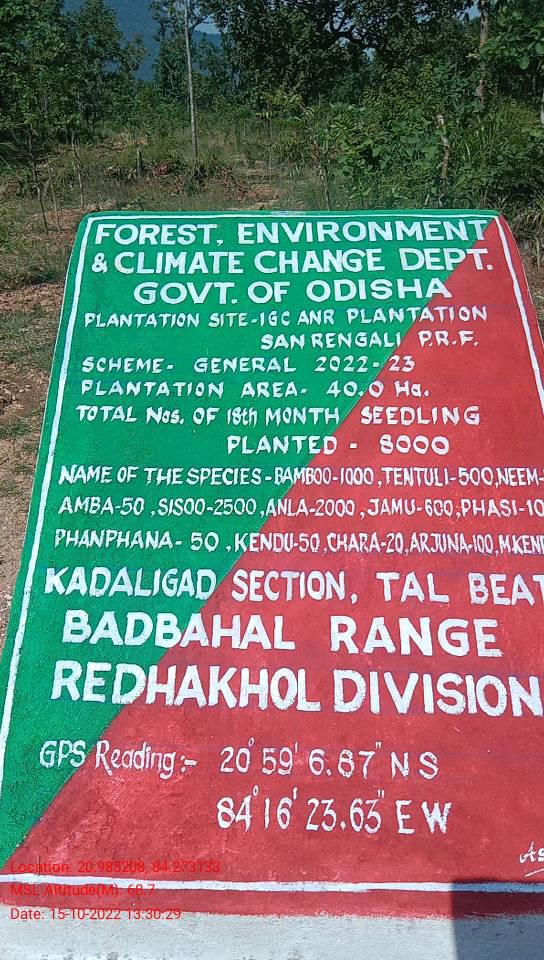 FOREST, ENVIRONMENT
& CLIMATE CHANGE DEPT.
GOVT. OF ODISHA
PLANTATION SITE-IGC ANR PLANTATION
SANRENGALI P.R.F.
SCHEME- GENERAL 2022-23
PLANTATION AREA- 40.0 Ha.
TOTAL Nos. OF 18th MONTH SEEDLING
PLANTED - 8000
NAME OF THE SPECIES-BAMBOO-1000,TENTULI-500,NEEM-
AMBA-50,SISOO-2500,ANLA-2000,JAMU-600,PHASI-10
PHANPHANA-50,KENDU-50,CHARA-20,ARJUNA-100,M.KEND
KADALIGAD SECTION, TAL BEAT
BADBAHAL RANGE
REDHAKHOL DIVISION
GPS Reading:- 20° 59' 6.87" N S
84° 16' 23.63" E W
As
Location: 20.985208, 84.273133
MSL Altitude(M): 68.7
Date: 15-10-2022 13:30:29